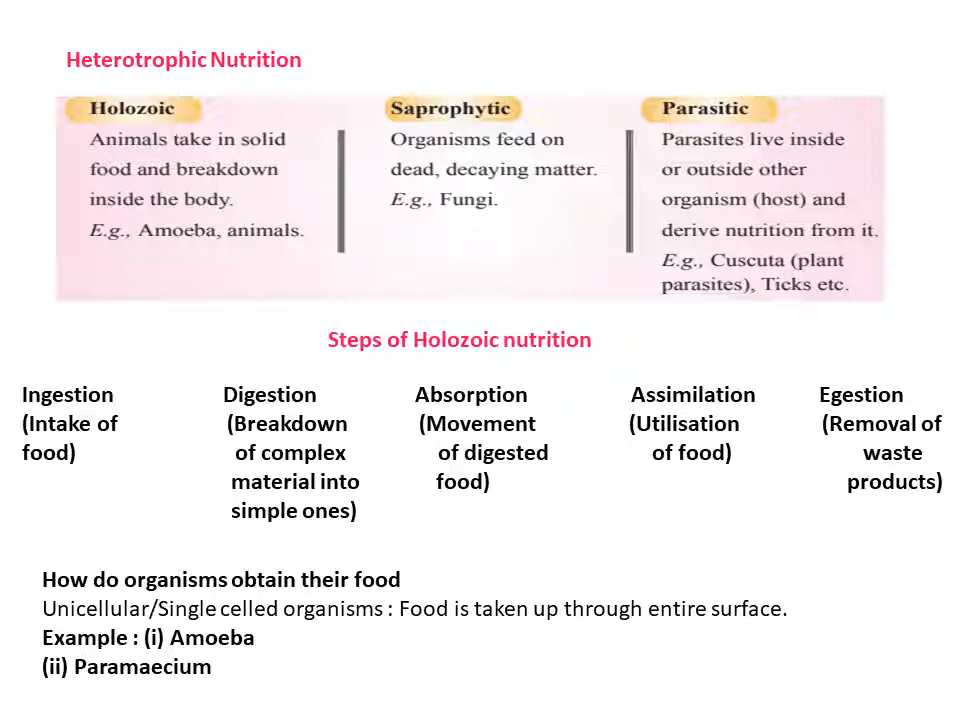 Heterotrophic Nutrition
Holozoic
Animals take in solid
food and breakdown
inside the body.
E.g., Amoeba, animals.
Saprophytic
Organisms feed on
dead, decaying matter.
E.g., Fungi.
Parasitic
Parasites live inside
or outside other
organism (host) and
derive nutrition from it.
E.g., Cuscuta (plant
parasites), Ticks etc.
Steps of Holozoic nutrition
Ingestion
(Intake of
food)
Digestion
(Breakdown
of complex
material into
simple ones)
Absorption
(Movement
of digested
food)
Assimilation
(Utilisation
of food)
Egestion
(Removal of
waste
products)
How do organisms obtain their food
Unicellular/Single celled organisms : Food is taken up through entire surface.
Example : (i) Amoeba
(ii) Paramaecium